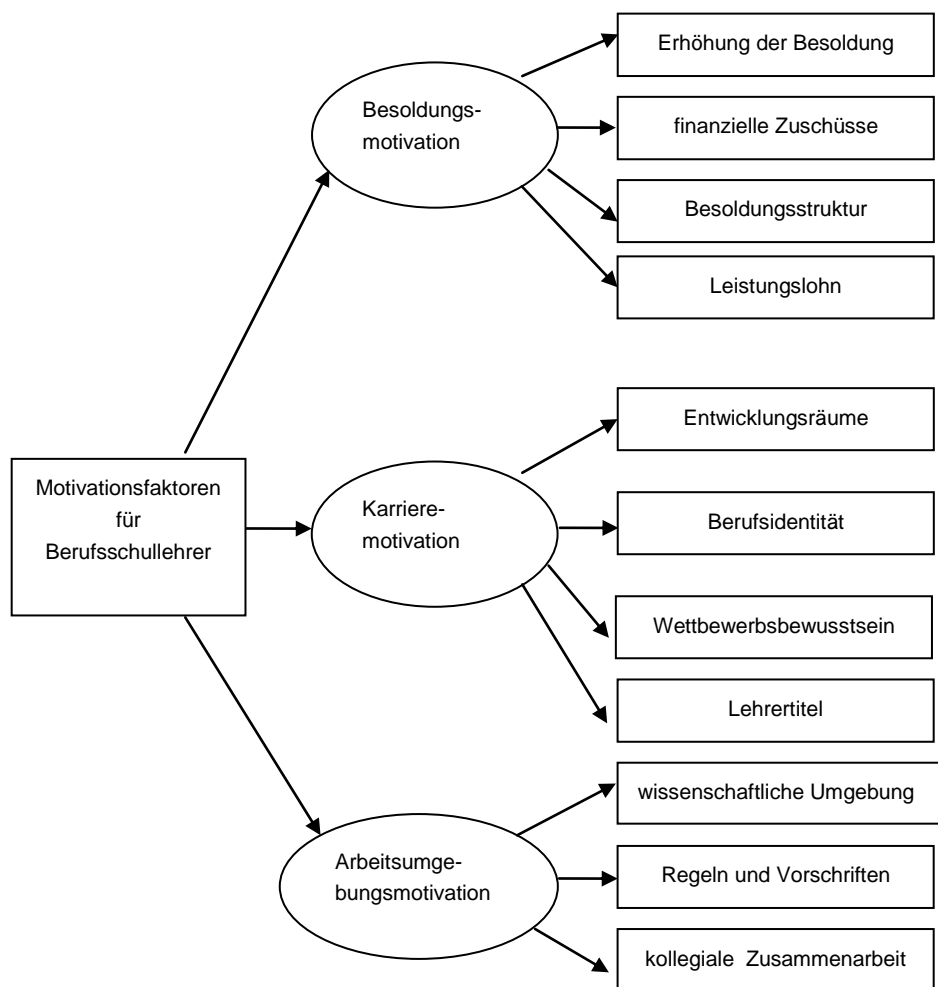 Erhöhung der Besoldung
Besoldungs-
motivation
finanzielle Zuschüsse
Besoldungsstruktur
Leistungslohn
Motivationsfaktoren
für
Berufsschullehrer
Karriere-
motivation
Entwicklungsräume
Berufsidentität
Wettbewerbsbewusstsein
Lehrertitel
Arbeitsumge-
bungsmotivation
wissenschaftliche Umgebung
Regeln und Vorschriften
kollegiale Zusammenarbeit